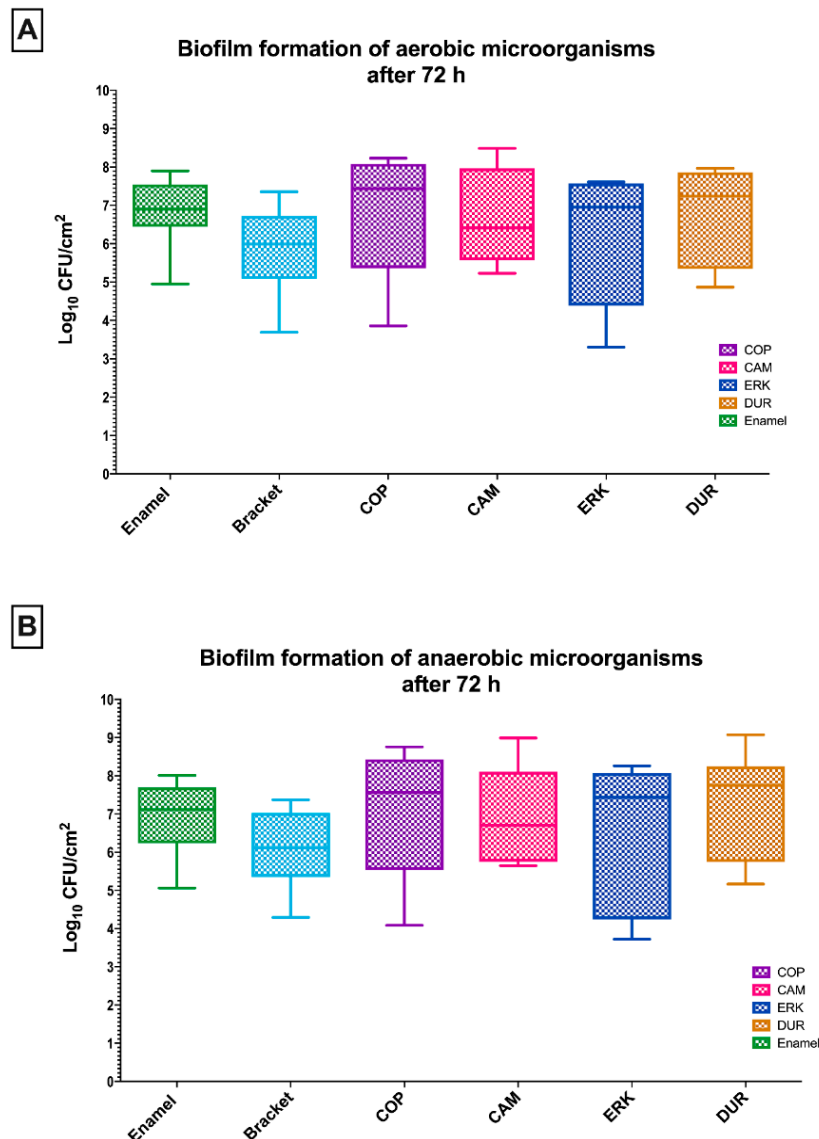 A
Biofilm formation of aerobic microorganisms
after 72 h
Log₁₀ CFU/cm²
10
9
8
7
6
5
4
3
2
1
0
COP
CAM
ERK
DUR
Enamel
Enamel
Bracket
COP
CAM
ERK
DUR
B
Biofilm formation of anaerobic microorganisms
after 72 h
Log₁₀ CFU/cm²
10
9
8
7
6
5
4
3
2
1
0
COP
CAM
ERK
DUR
Enamel
Enamel
Bracket
COP
CAM
ERK
DUR